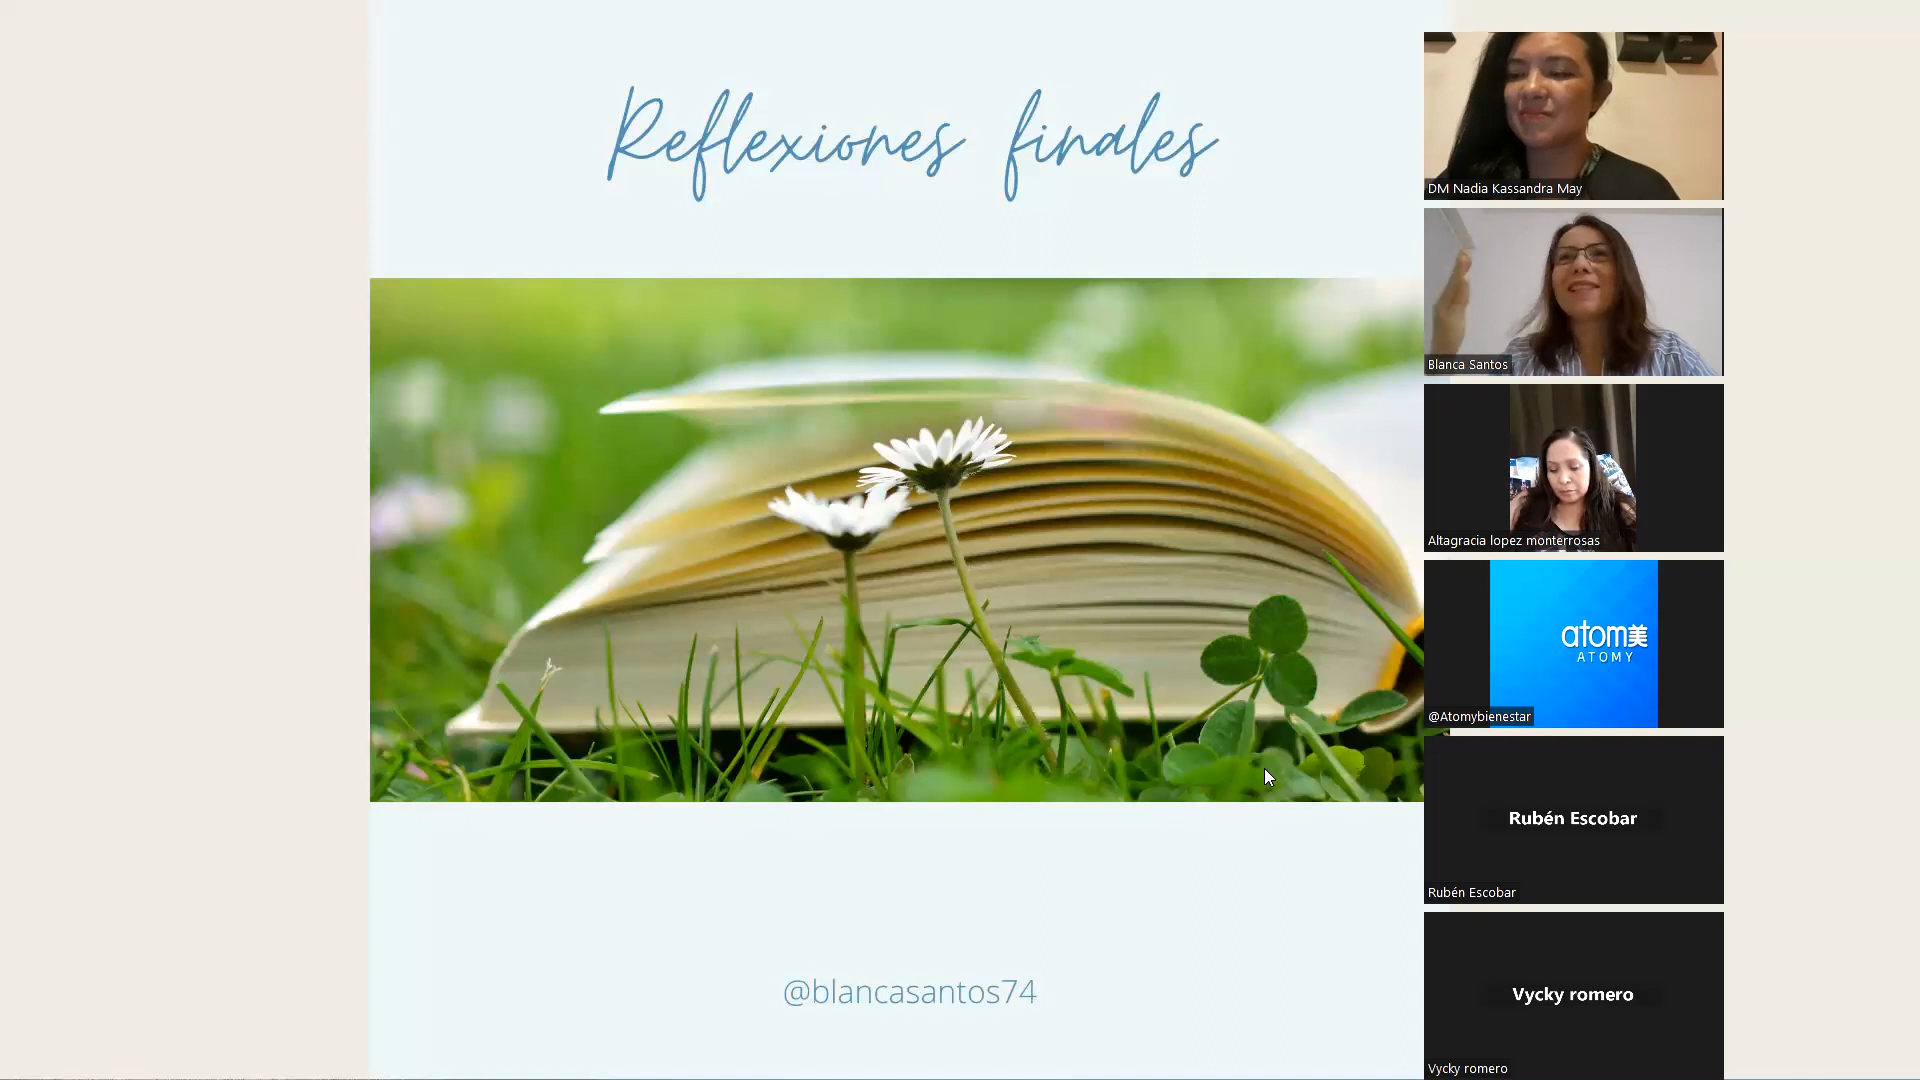 Reflexiones finales
@blancasantos74
DM Nadia Kassandra May
Blanca Santos
Altagracia lopez monterrosas
atom美
ATOMY
@Atomybienestar
Rubén Escobar
Rubén Escobar
Vycky romero
Vycky romero